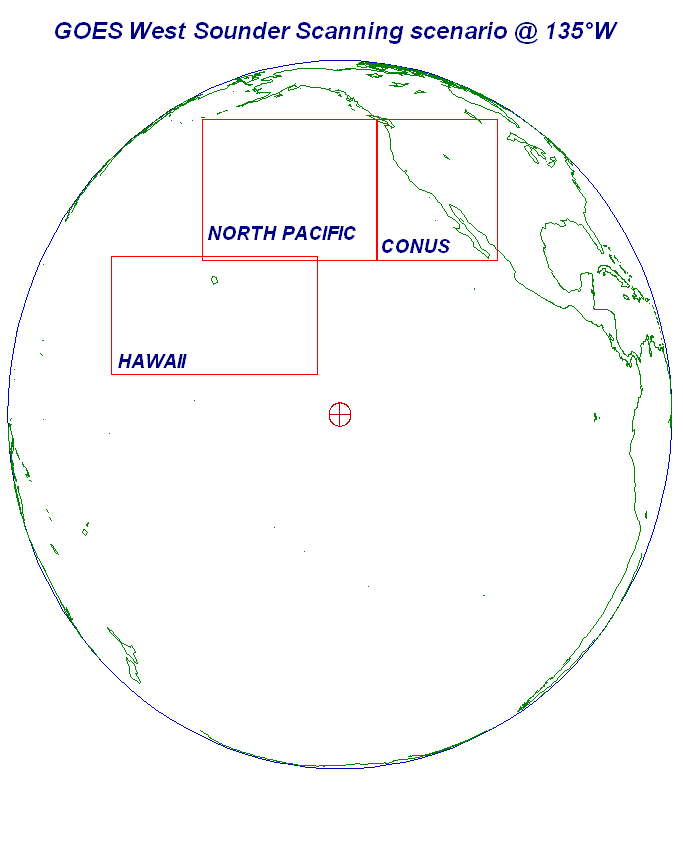 GOES West Sounder Scanning scenario @ 135°W
NORTH PACIFIC
CONUS
HAWAII